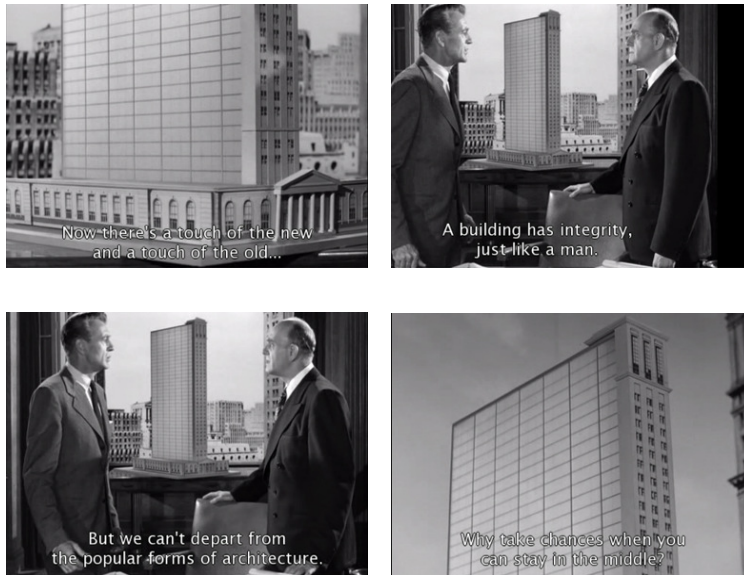 Now there's a touch of the new
and a touch of the old...
A building has integrity,
just like a man.
But we can't depart from
the popular forms of architecture.
Why take chances when you
can stay in the middle?